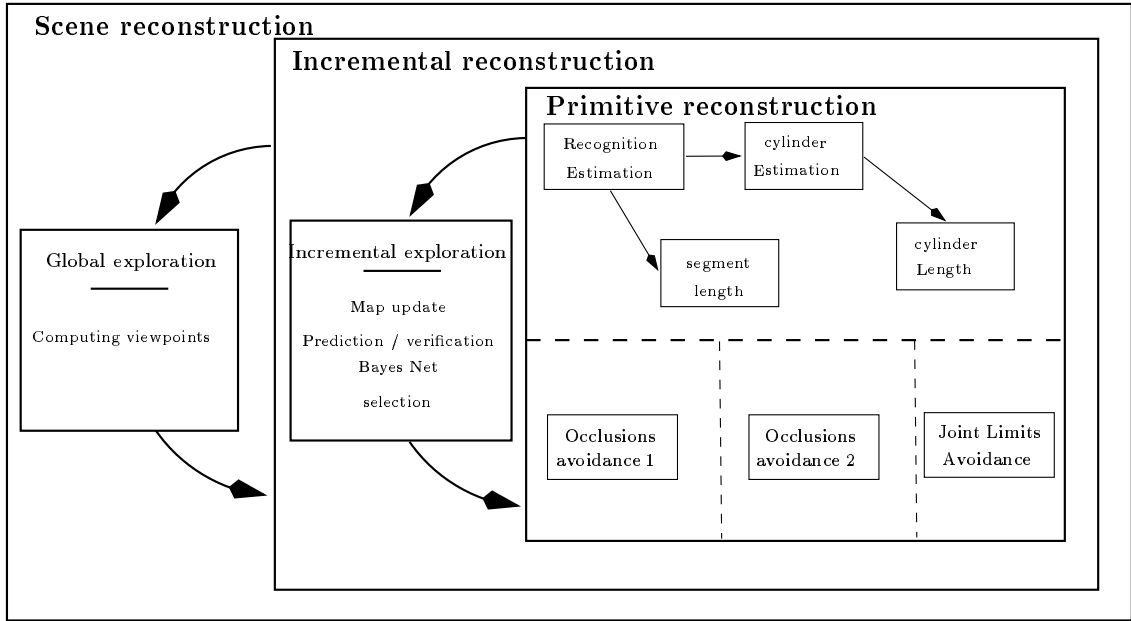 Scene reconstruction
Incremental reconstruction
Primitive reconstruction
Recognition
Estimation
cylinder
Estimation
segment
length
cylinder
Length
Global exploration
Computing viewpoints
Incremental exploration
Map update
Prediction / verification
Bayes Net
selection
Occlusions
avoidance 1
Occlusions
avoidance 2
Joint Limits
Avoidance